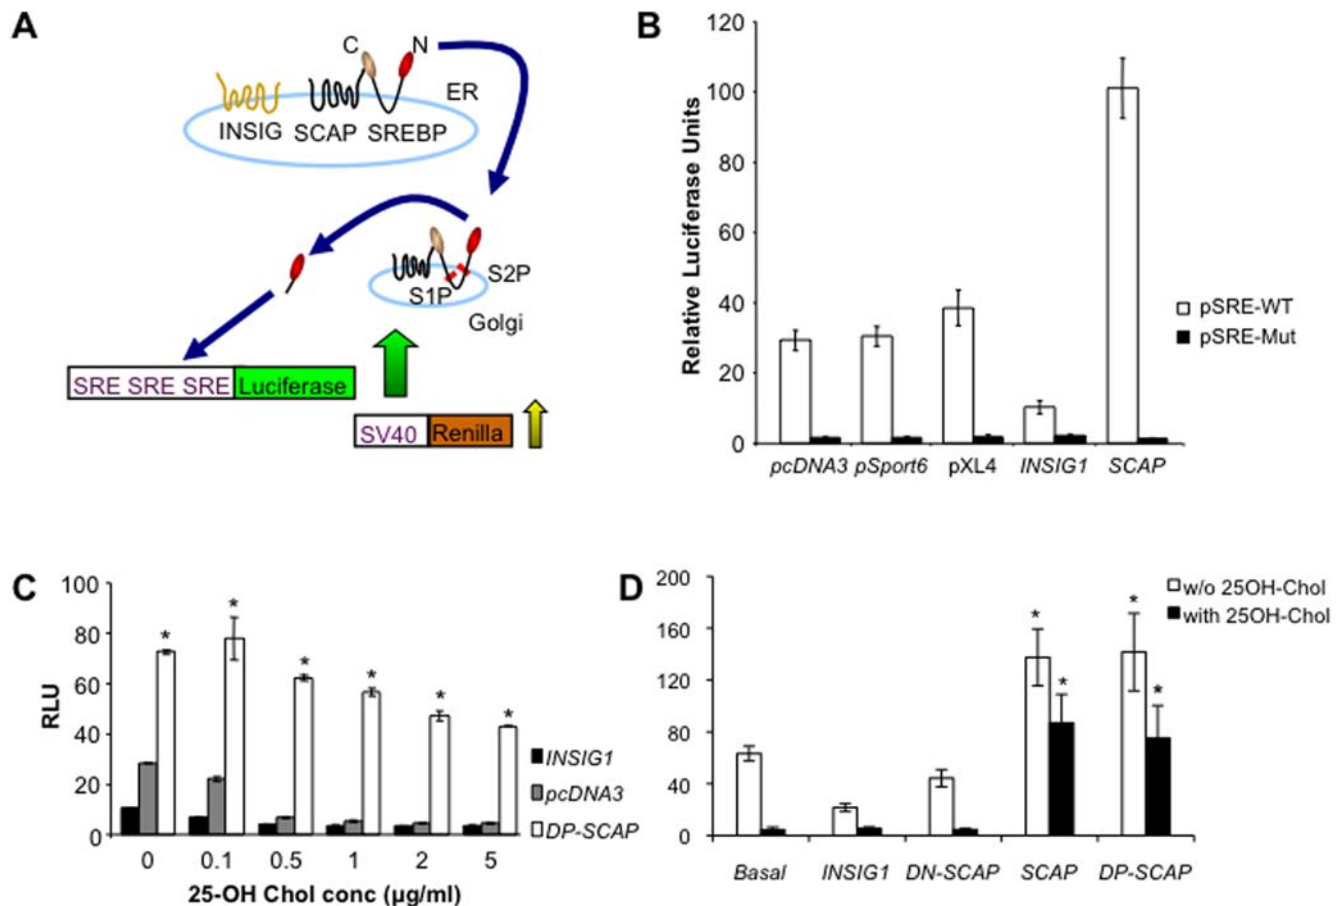 A
C N
ER
INSIG SCAP SREBP
S2P
S1P
Golgi
SRE SRE SRE Luciferase
SV40 Renilla
B
Relative Luciferase Units
120
100
80
60
40
20
0
pcDNA3 pSport6 pXL4 INSIG1 SCAP
pSRE-WT
pSRE-Mut
C
RLU
100
80
60
40
20
0
* * * * * *
0 0.1 0.5 1 2 5
25-OH Chol conc (µg/ml)
INSIG1
pcDNA3
DP-SCAP
D
200
160
120
80
40
0
* * * *
Basal INSIG1 DN-SCAP SCAP DP-SCAP
w/o 25OH-Chol
with 25OH-Chol